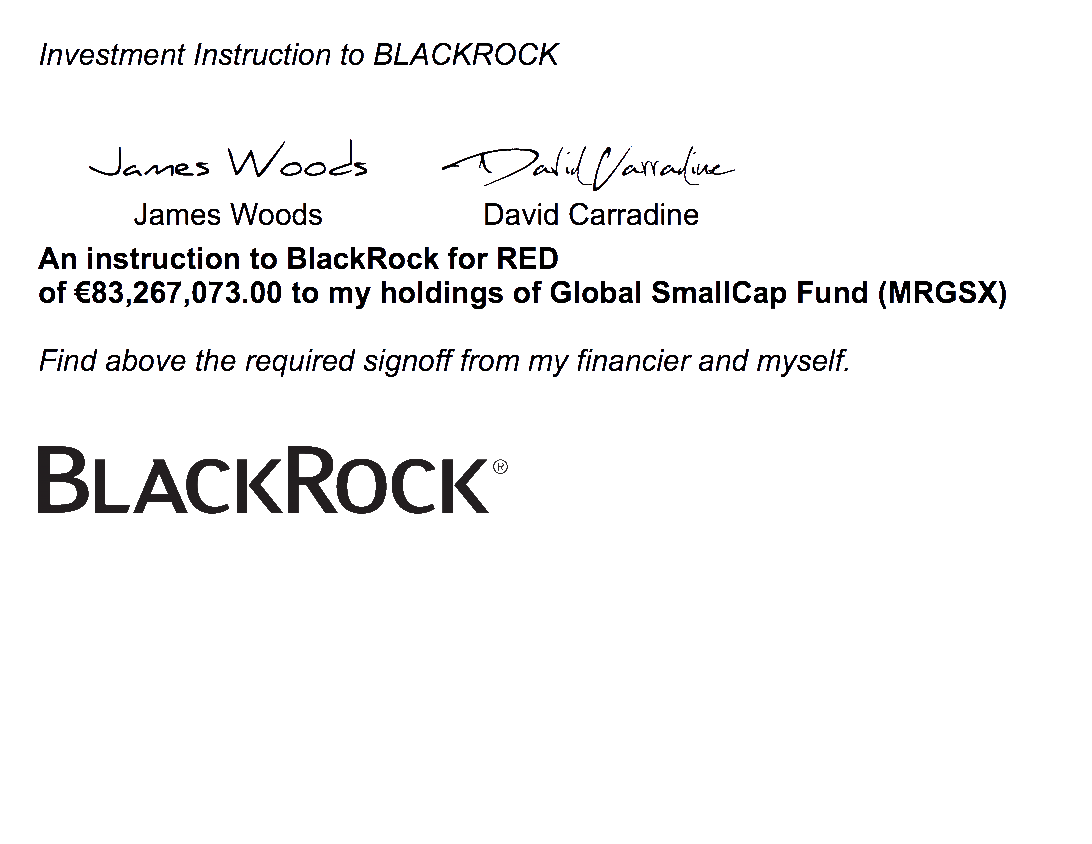 Investment Instruction to BLACKROCK
James Woods David Carradine
James Woods David Carradine
An instruction to BlackRock for RED
of €83,267,073.00 to my holdings of Global SmallCap Fund (MRGSX)
Find above the required signoff from my financier and myself.
BLACKROCK®